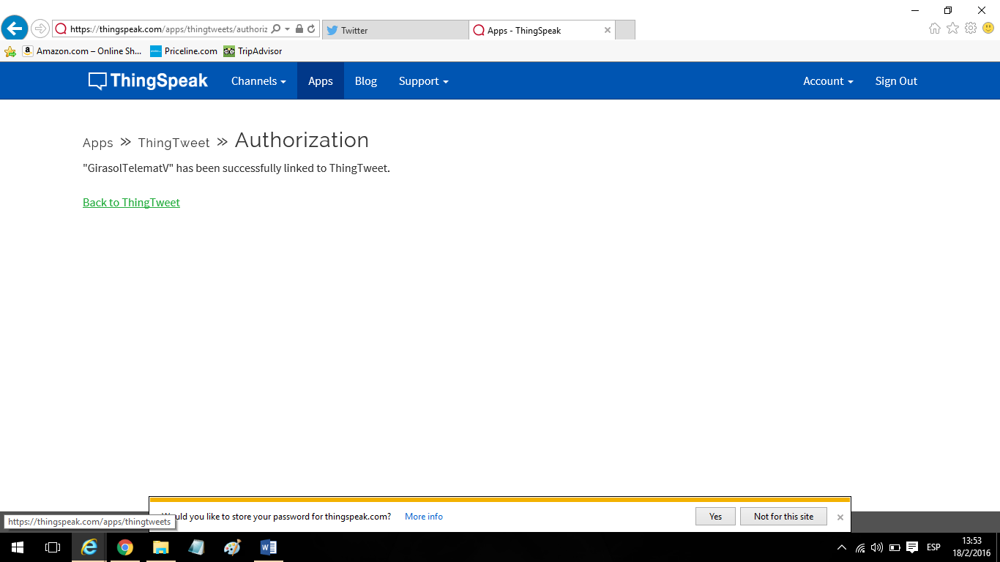 https://thingspeak.com/apps/thingtweets/authoriz
Twitter
Apps - ThingSpeak
Amazon.com – Online Sh...
Priceline.com
TripAdvisor
ThingSpeak
Channels
Apps
Blog
Support
Account
Sign Out
Apps » ThingTweet » Authorization
"GirasolTelematV" has been successfully linked to ThingTweet.
Back to ThingTweet
ould you like to store your password for thingspeak.com?
More info
Yes
Not for this site
https://thingspeak.com/apps/thingtweets
ESP
13:53
18/2/2016